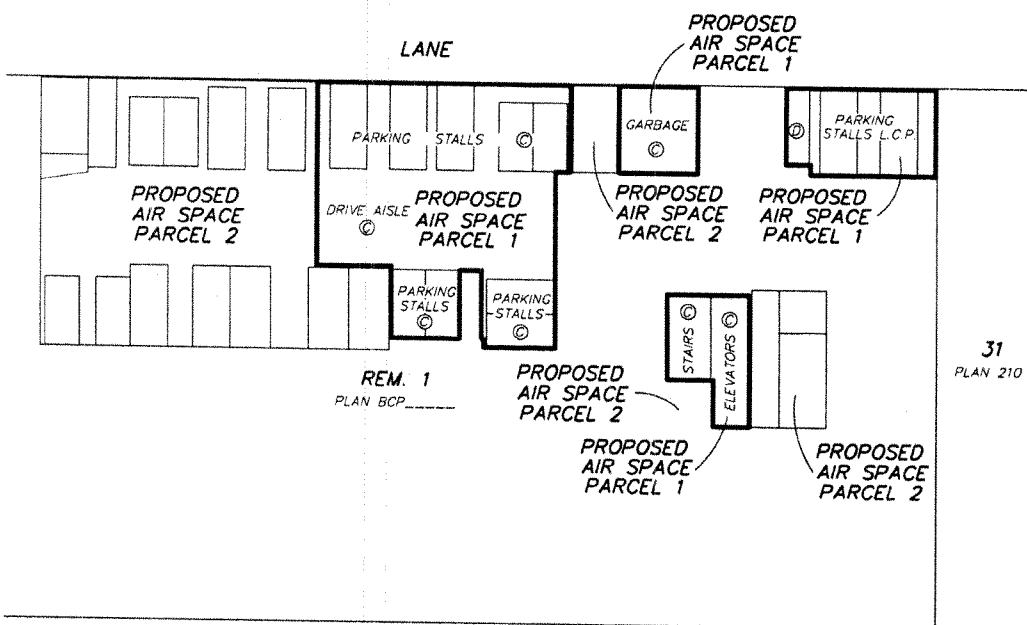 LANE
PROPOSED
AIR SPACE
PARCEL 1
PARKING STALLS
Ⓒ
GARBAGE
Ⓒ
Ⓓ
PARKING
STALLS L.C.P.
PROPOSED
AIR SPACE
PARCEL 2
DRIVE AISLE
Ⓒ
PROPOSED
AIR SPACE
PARCEL 1
PROPOSED
AIR SPACE
PARCEL 2
PROPOSED
AIR SPACE
PARCEL 1
PARKING
STALLS
Ⓒ
PARKING
STALLS
Ⓒ
STAIRS Ⓒ
ELEVATORS Ⓒ
REM. 1
PLAN BCP______
PROPOSED
AIR SPACE
PARCEL 2
31
PLAN 210
PROPOSED
AIR SPACE
PARCEL 1
PROPOSED
AIR SPACE
PARCEL 2